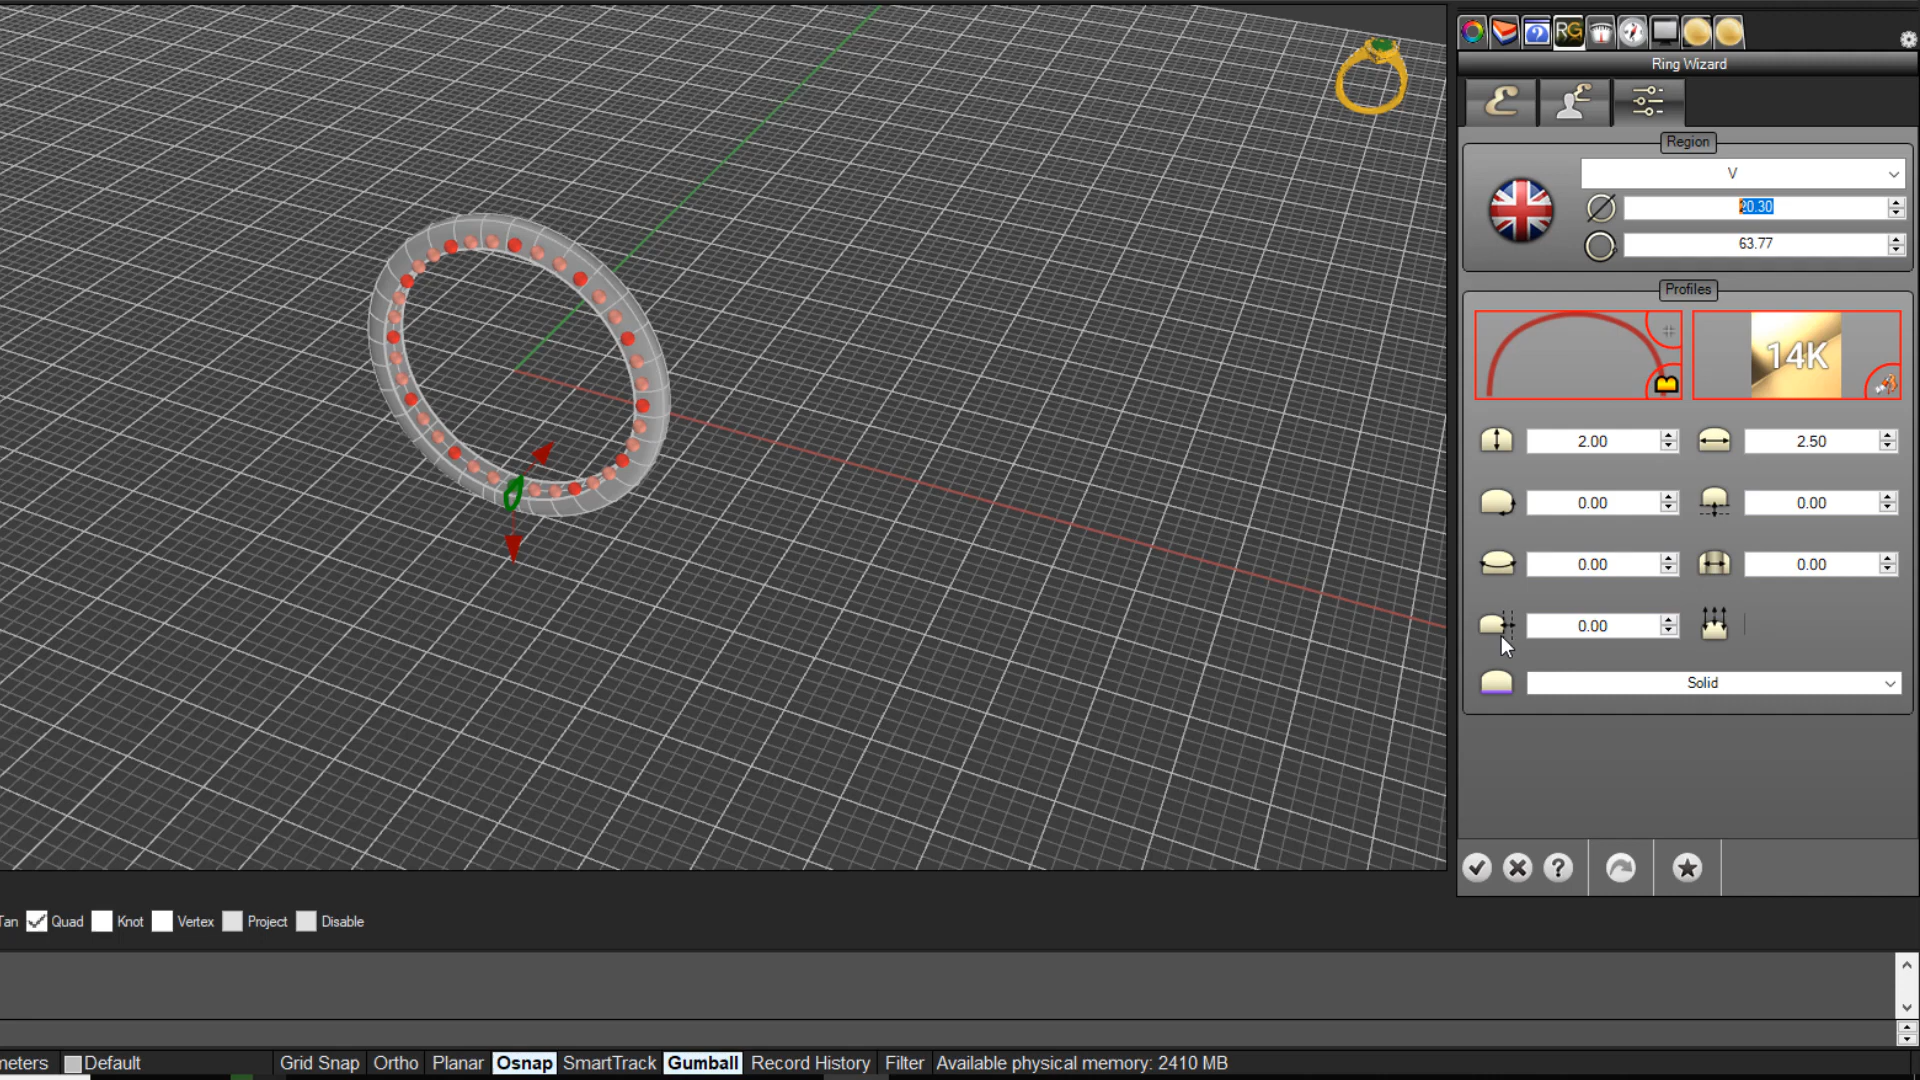 RG
Ring Wizard
Region
V
20.30
63.77
Profiles
14K
2.00
2.50
0.00
0.00
0.00
0.00
0.00
Solid
Tan Quad Knot Vertex Project Disable
meters Default Grid Snap Ortho Planar Osnap SmartTrack Gumball Record History Filter Available physical memory: 2410 MB